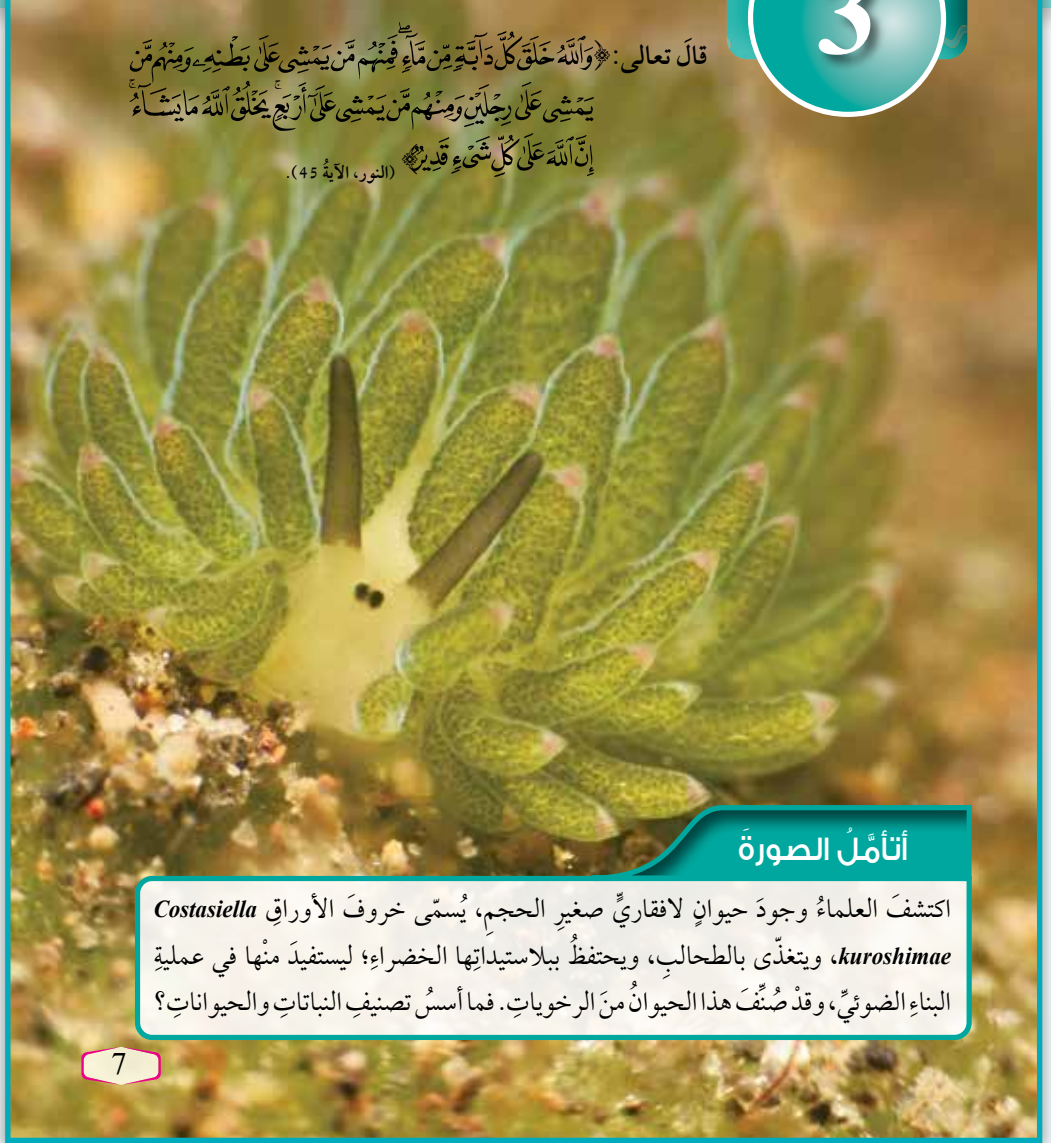 3
قالَ تعالى: ﴿وَٱللَّهُ خَلَقَ كُلَّ دَآبَّةٍ مِّن مَّآءٍ ۖ فَمِنْهُم مَّن يَمْشِى عَلَىٰ بَطْنِهِۦ وَمِنْهُم مَّن
يَمْشِى عَلَىٰ رِجْلَيْنِ وَمِنْهُم مَّن يَمْشِى عَلَىٰٓ أَرْبَعٍ ۚ يَخْلُقُ ٱللَّهُ مَا يَشَآءُ ۚ
إِنَّ ٱللَّهَ عَلَىٰ كُلِّ شَىْءٍ قَدِيرٌ﴾ (النور، الآيةُ 45).
أتأمَّلُ الصورةَ
اكتشفَ العلماءُ وجودَ حيوانٍ لافقاريٍّ صغيرِ الحجمِ، يُسمّى خروفَ الأوراقِ Costasiella
kuroshimae، ويتغذّى بالطحالبِ، ويحتفظُ ببلاستيداتِها الخضراءِ؛ ليستفيدَ منْها في عمليةِ
البناءِ الضوئيِّ، وقدْ صُنِّفَ هذا الحيوانُ منَ الرخوياتِ. فما أسسُ تصنيفِ النباتاتِ والحيواناتِ؟
7